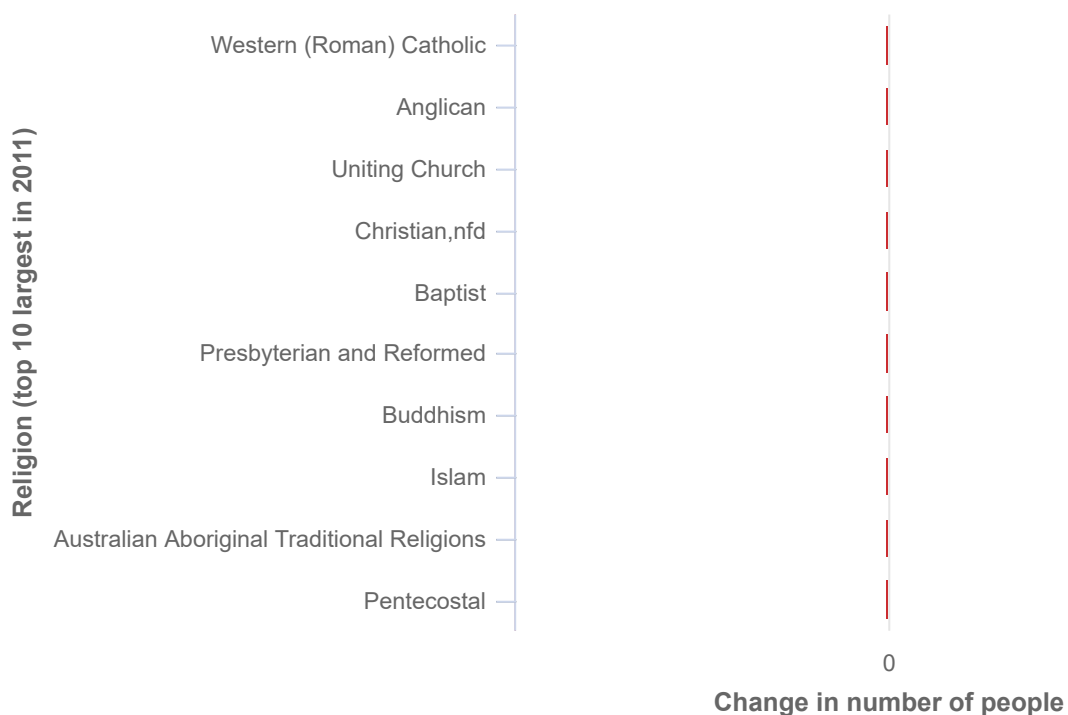 Religion (top 10 largest in 2011)
Western (Roman) Catholic
Anglican
Uniting Church
Christian,nfd
Baptist
Presbyterian and Reformed
Buddhism
Islam
Australian Aboriginal Traditional Religions
Pentecostal
0
Change in number of people